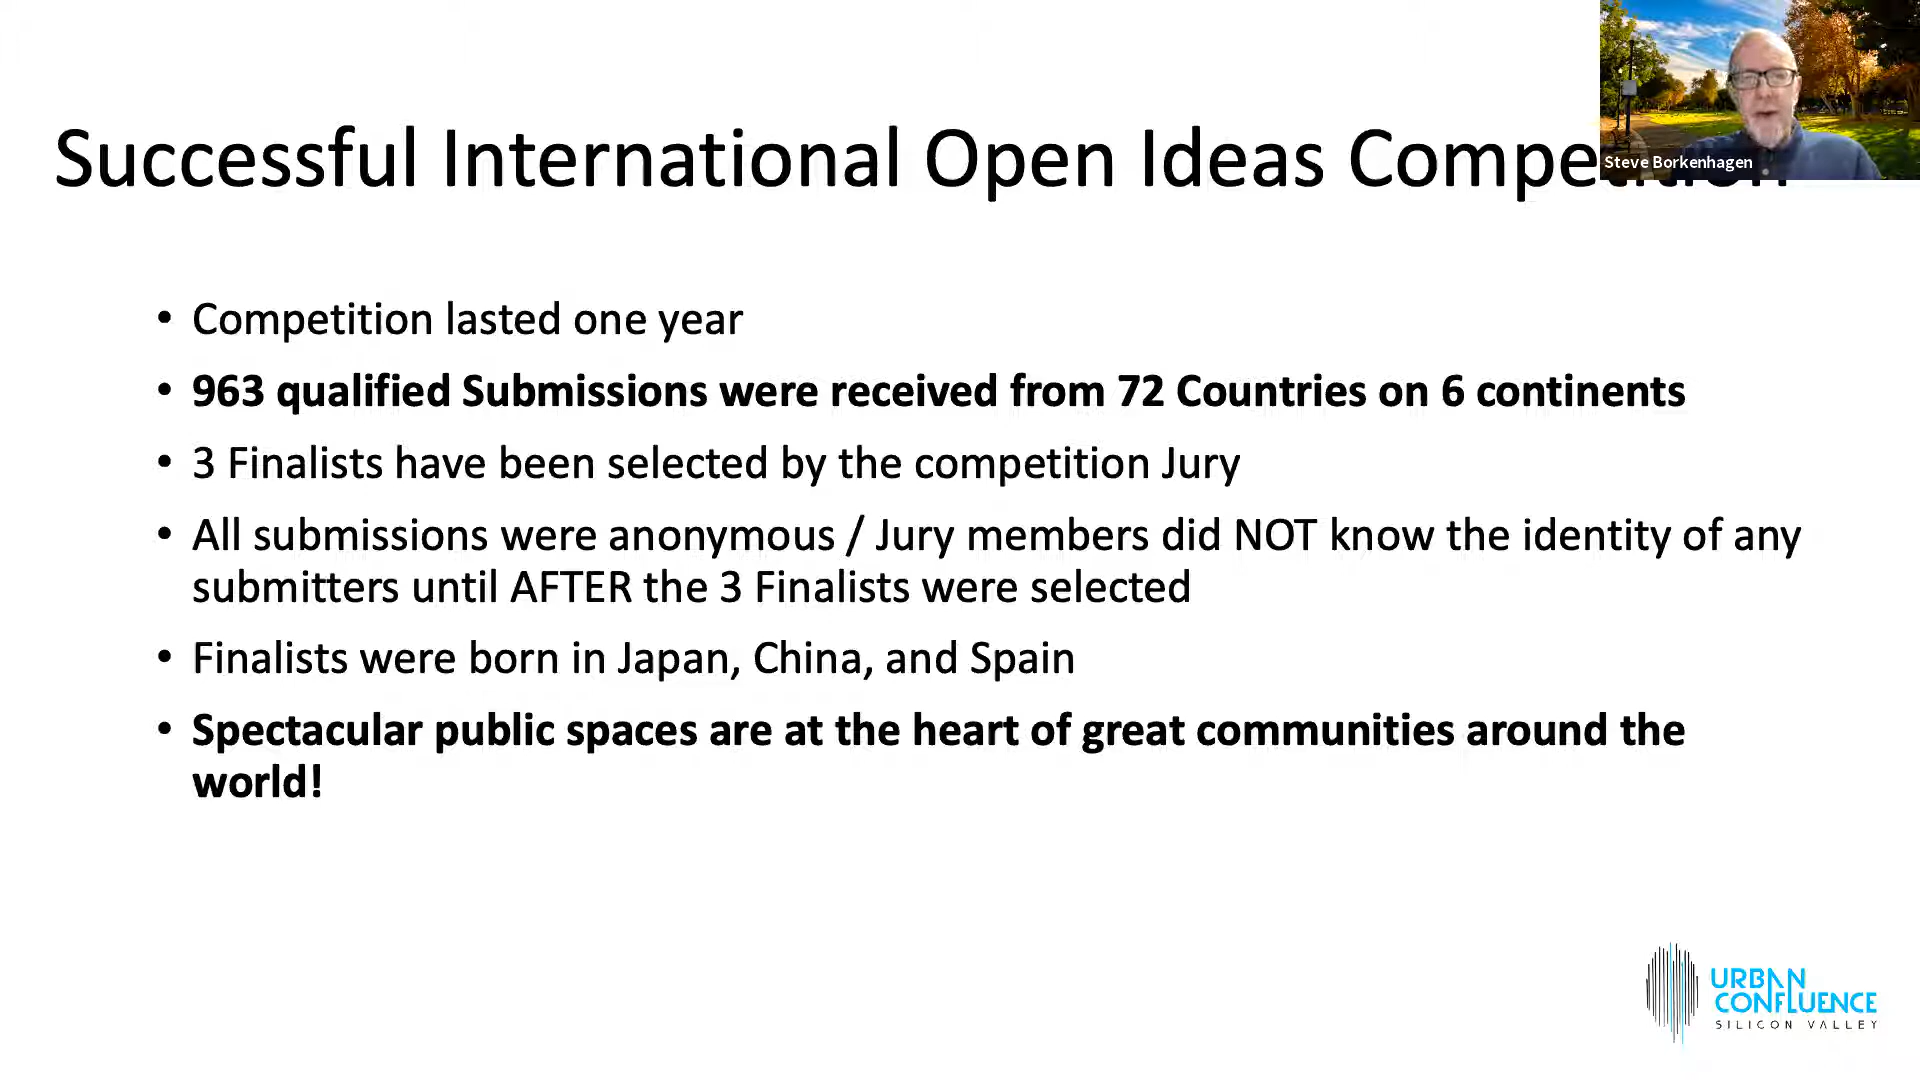 Successful International Open Ideas Competition
Steve Borkenhagen
• Competition lasted one year
• 963 qualified Submissions were received from 72 Countries on 6 continents
• 3 Finalists have been selected by the competition Jury
• All submissions were anonymous / Jury members did NOT know the identity of any
submitters until AFTER the 3 Finalists were selected
• Finalists were born in Japan, China, and Spain
• Spectacular public spaces are at the heart of great communities around the
world!
URBAN
CONFLUENCE
SILICON VALLEY